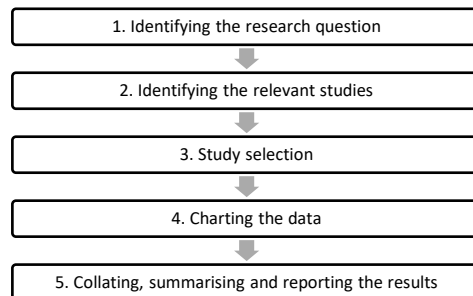 1. Identifying the research question
2. Identifying the relevant studies
3. Study selection
4. Charting the data
5. Collating, summarising and reporting the results